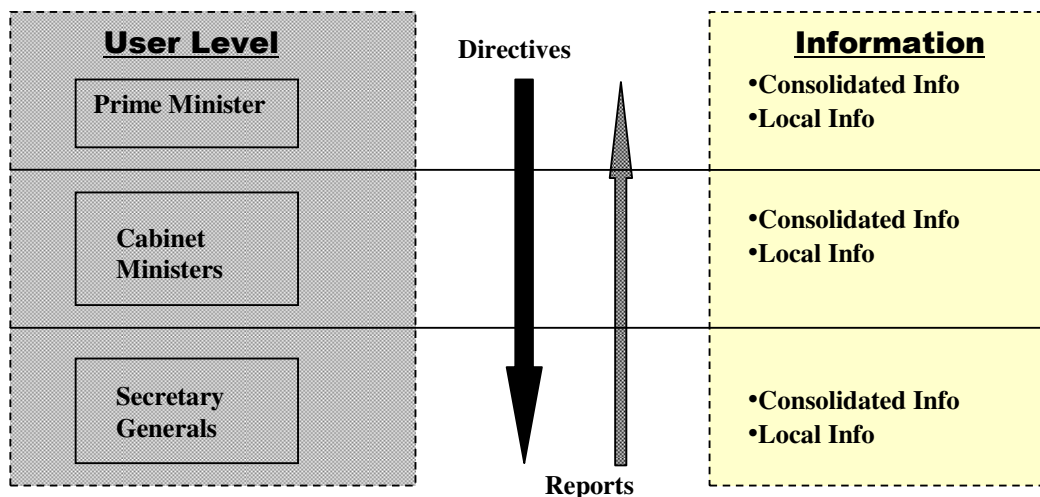 User Level
Directives
Information
Prime Minister
•Consolidated Info
•Local Info
Cabinet
Ministers
•Consolidated Info
•Local Info
Secretary
Generals
•Consolidated Info
•Local Info
Reports